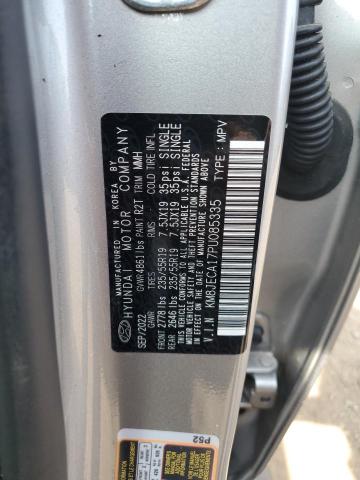 MANUFACTURED IN KOREA BY
HYUNDAI MOTOR COMPANY
SEP/2022 GVWR 4861 lbs PAINT R2T TRIM MMH
GAWR TIRES RIMS COLD TIRE INFL
FRONT 2778 lbs 235/55R19 7.5JX19 35psi SINGLE
REAR 2646 lbs 235/55R19 7.5JX19 35psi SINGLE
THIS VEHICLE CONFORMS TO ALL APPLICABLE U.S. FEDERAL
MOTOR VEHICLE SAFETY AND THEFT PREVENTION
STANDARDS IN EFFECT ON THE DATE OF MANUFACTURE SHOWN ABOVE
V.I.N : KM8JECA17PU085335 TYPE : MPV
P52